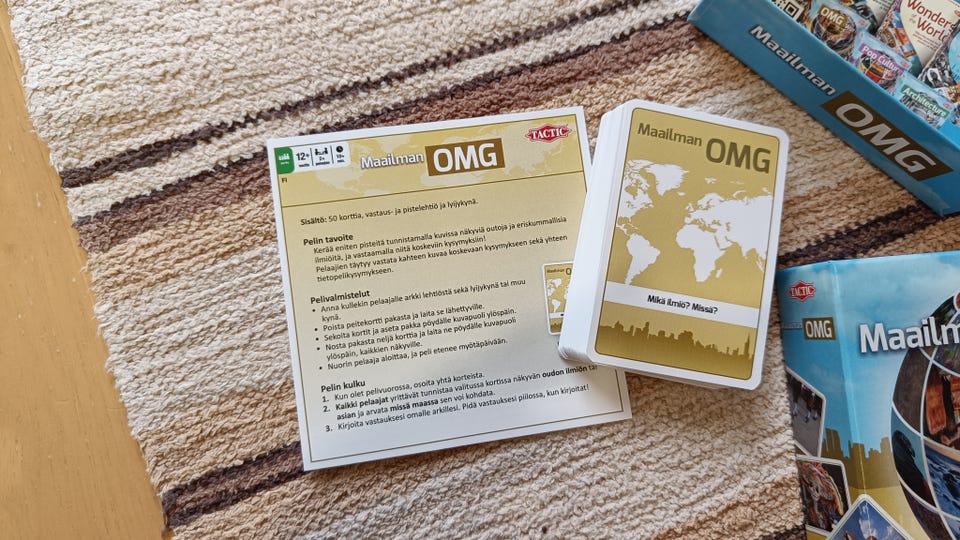 12+
2+
TACTIC
Maailman OMG
FI
Sisältö: 50 korttia, vastaus- ja pistelehtiö ja lyijykynä.
Pelin tavoite
Kerää eniten pisteitä tunnistamalla kuvissa näkyviä outoja ja eriskummallisia
ilmiöitä, ja vastaamalla niitä koskeviin kysymyksiin!
Pelaajien täytyy vastata kahteen kuvaa koskevaan kysymykseen sekä yhteen
tietopelikysymykseen.
Pelivalmistelut
• Anna kullekin pelaajalle arkki lehtiöstä sekä lyijykynä tai muu
kynä.
• Poista peitekortti pakasta ja laita se lähettyville.
• Sekoita kortit ja aseta pakka pöydälle kuvapuoli ylöspäin.
• Nosta pakasta neljä korttia ja laita ne pöydälle kuvapuoli
ylöspäin, kaikkien näkyville.
• Nuorin pelaaja aloittaa, ja peli etenee myötäpäivään.
Pelin kulku
1. Kun olet pelivuorossa, osoita yhtä korteista.
2. Kaikki pelaajat yrittävät tunnistaa valitussa kortissa näkyvän oudon ilmiön tai
asian ja arvata missä maassa sen voi kohdata.
3. Kirjoita vastauksesi omalle arkillesi. Pidä vastauksesi piilossa, kun kirjoitat!
Maailman
OMG
Mikä ilmiö? Missä?
Maailman OMG
OMG
Wonders
World
Pop Culture
Architecture
TACTIC
OMG